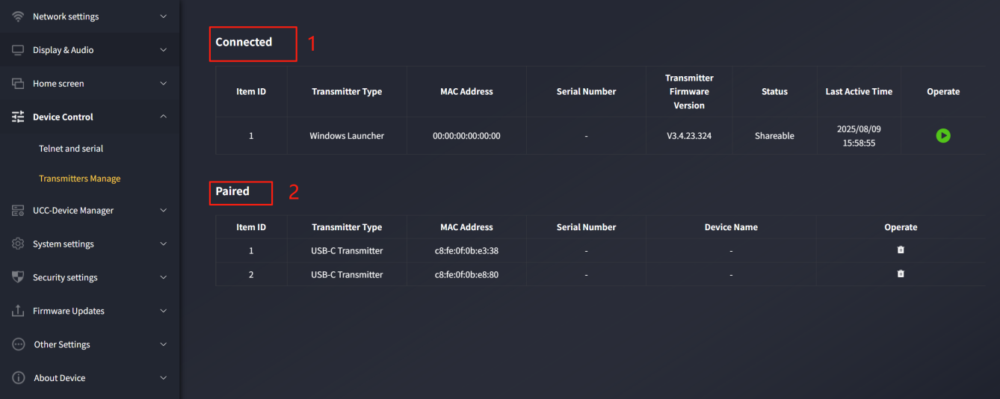 Network settings
Display & Audio
Home screen
Device Control
Telnet and serial
Transmitters Manage
UCC-Device Manager
System settings
Security settings
Firmware Updates
Other Settings
About Device
Connected 1
Item ID Transmitter Type MAC Address Serial Number Transmitter Firmware Version Status Last Active Time Operate
1 Windows Launcher 00:00:00:00:00:00 - V3.4.23.324 Shareable 2025/08/09 15:58:55
Paired 2
Item ID Transmitter Type MAC Address Serial Number Device Name Operate
1 USB-C Transmitter c8:fe:0f:0b:e3:38 - -
2 USB-C Transmitter c8:fe:0f:0b:e8:80 - -